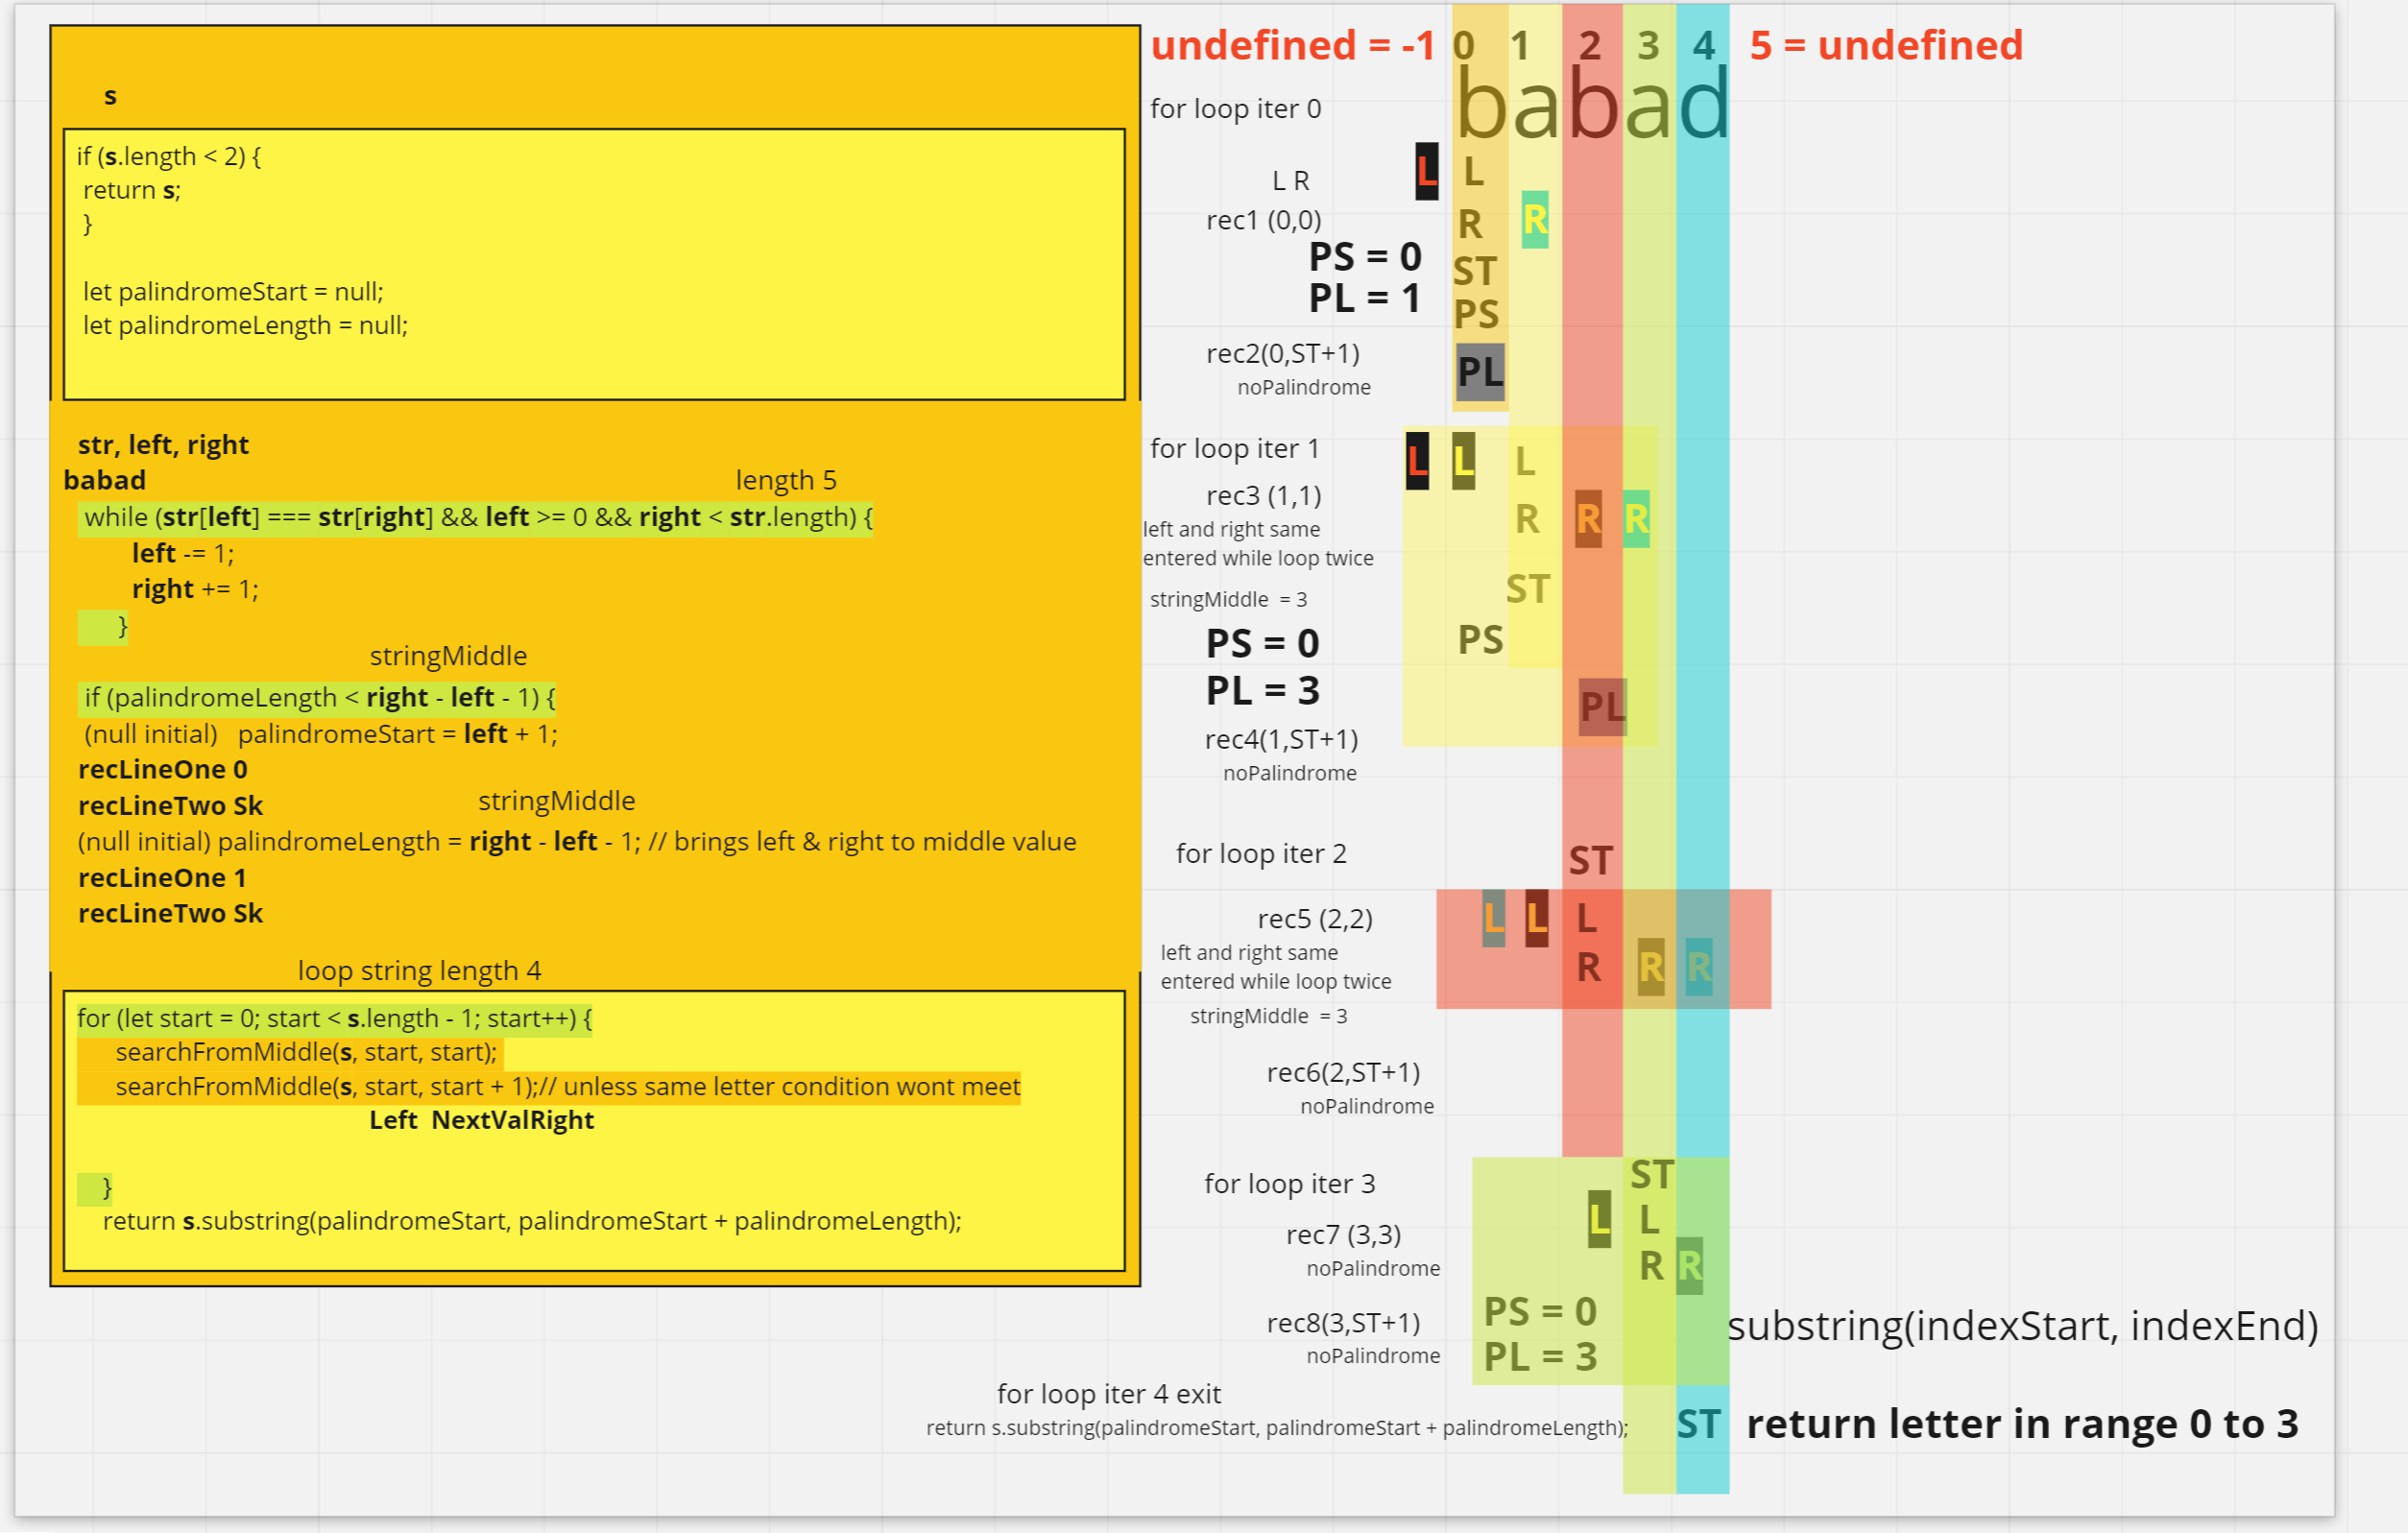 s
if (s.length < 2) {
return s;
}
let palindromeStart = null;
let palindromeLength = null;
str, left, right
babad
length 5
while (str[left] === str[right] && left >= 0 && right < str.length) {
left -= 1;
right += 1;
}
stringMiddle
if (palindromeLength < right - left - 1) {
(null initial) palindromeStart = left + 1;
recLineOne 0
recLineTwo Sk
stringMiddle
(null initial) palindromeLength = right - left - 1; // brings left & right to middle value
recLineOne 1
recLineTwo Sk
loop string length 4
for (let start = 0; start < s.length - 1; start++) {
searchFromMiddle(s, start, start);
searchFromMiddle(s, start, start + 1);// unless same letter condition wont meet
Left NextValRight
}
return s.substring(palindromeStart, palindromeStart + palindromeLength);
undefined = -1 0 1 2 3 4 5 = undefined
for loop iter 0
babad
L R
L L
rec1 (0,0)
R R
PS = 0
ST
PL = 1
PS
rec2(0,ST+1)
PL
noPalindrome
for loop iter 1
L L L
rec3 (1,1)
R R R
left and right same
entered while loop twice
ST
stringMiddle = 3
PS = 0
PS
PL = 3
PL
rec4(1,ST+1)
noPalindrome
for loop iter 2
ST
rec5 (2,2)
L L L
left and right same
R R R
entered while loop twice
stringMiddle = 3
rec6(2,ST+1)
noPalindrome
for loop iter 3
ST
L L
rec7 (3,3)
noPalindrome
R R
PS = 0
rec8(3,ST+1)
substring(indexStart, indexEnd)
noPalindrome
PL = 3
for loop iter 4 exit
return s.substring(palindromeStart, palindromeStart + palindromeLength);
ST return letter in range 0 to 3